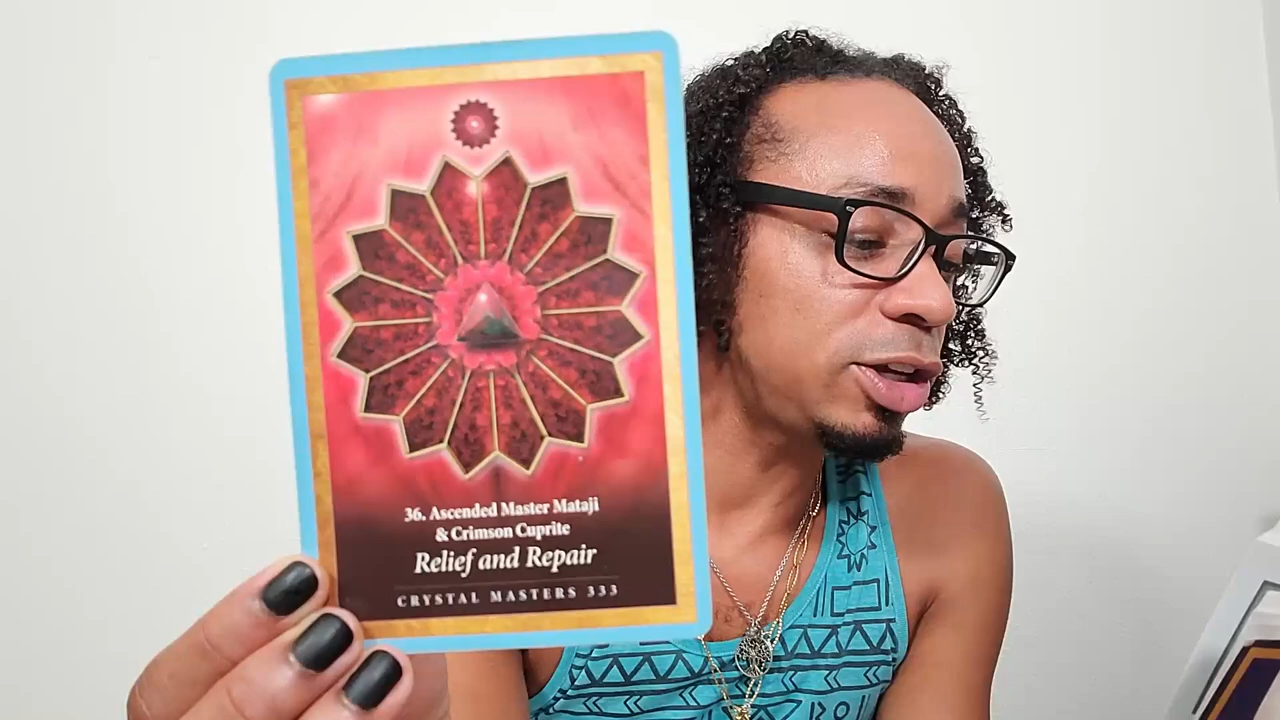 36. Ascended Master Mataji
& Crimson Cuprite
Relief and Repair
CRYSTAL MASTERS 333